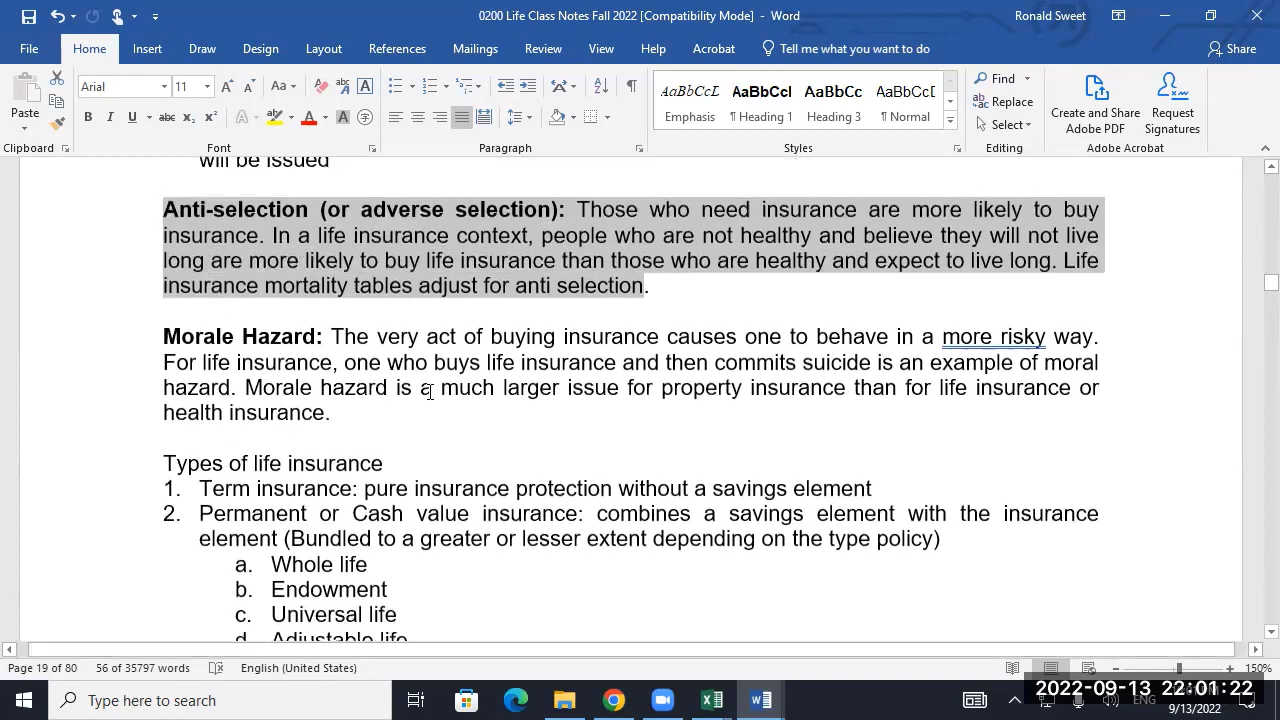 0200 Life Class Notes Fall 2022 [Compatibility Mode] - Word
Ronald Sweet
File Home Insert Draw Design Layout References Mailings Review View Help Acrobat Tell me what you want to do Share
Paste
Clipboard
Arial 11
Font
Paragraph
AaBbCcL AaBbCcI AaBbCc AaBbCcD
Emphasis ¶ Heading 1 Heading 3 ¶ Normal
Styles
Find
Replace
Select
Editing
Create and Share Adobe PDF
Request Signatures
Adobe Acrobat
will be issued
Anti-selection (or adverse selection): Those who need insurance are more likely to buy
insurance. In a life insurance context, people who are not healthy and believe they will not live
long are more likely to buy life insurance than those who are healthy and expect to live long. Life
insurance mortality tables adjust for anti selection.
Morale Hazard: The very act of buying insurance causes one to behave in a more risky way.
For life insurance, one who buys life insurance and then commits suicide is an example of moral
hazard. Morale hazard is a much larger issue for property insurance than for life insurance or
health insurance.
Types of life insurance
1. Term insurance: pure insurance protection without a savings element
2. Permanent or Cash value insurance: combines a savings element with the insurance
element (Bundled to a greater or lesser extent depending on the type policy)
a. Whole life
b. Endowment
c. Universal life
d. Adjustable life
Page 19 of 80 56 of 35797 words English (United States) 150%
Type here to search
2022-09-13 22:01:22
ENG
9/13/2022